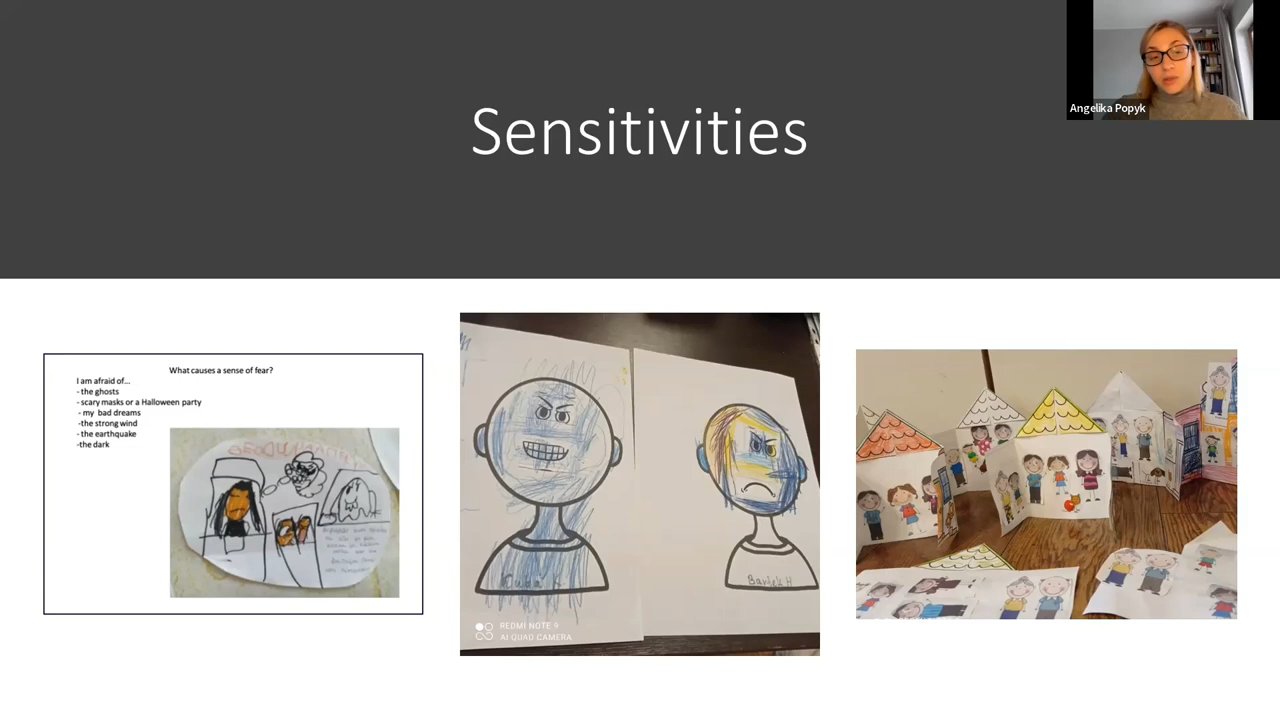 Sensitivities
Angelika Popyk
What causes a sense of fear?
I am afraid of...
- the ghosts
- scary masks or a Halloween party
- my bad dreams
-the strong wind
- the earthquake
-the dark
Bartek H
REDMI NOTE 9
AI QUAD CAMERA